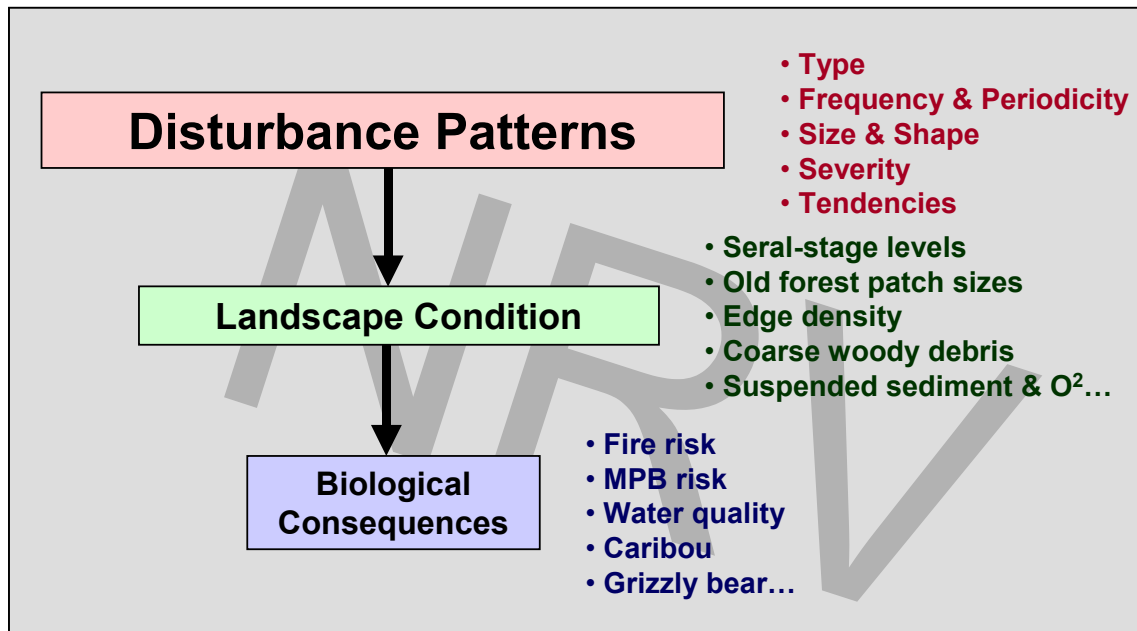 Disturbance Patterns
• Type
• Frequency & Periodicity
• Size & Shape
• Severity
• Tendencies
Landscape Condition
• Seral-stage levels
• Old forest patch sizes
• Edge density
• Coarse woody debris
• Suspended sediment & O²…
Biological
Consequences
• Fire risk
• MPB risk
• Water quality
• Caribou
• Grizzly bear…
NRV